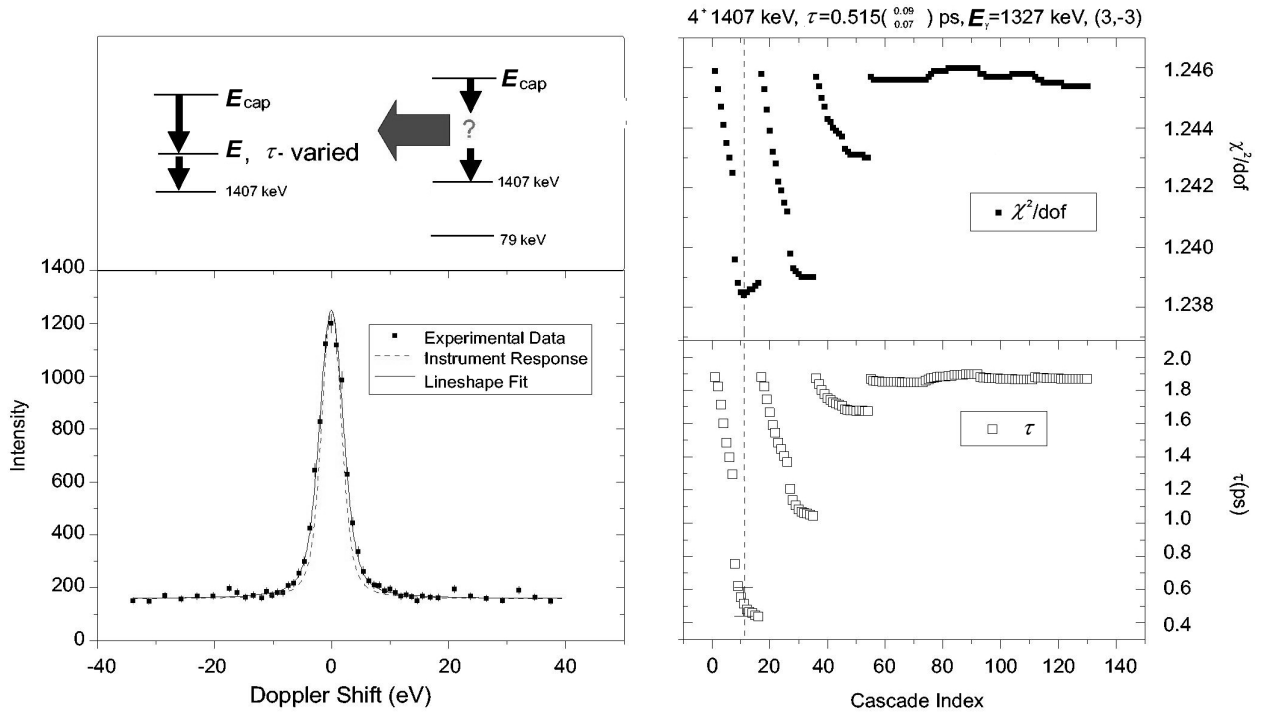 E cap
E cap
?
E, τ- varied
1407 keV
1407 keV
79 keV
1400
1200
1000
800
600
400
200
0
Intensity
Experimental Data
Instrument Response
Lineshape Fit
-40
-20
0
20
40
Doppler Shift (eV)
4+ 1407 keV, τ=0.515(0.09 0.07) ps, Eγ=1327 keV, (3,-3)
1.246
1.244
1.242
1.240
1.238
χ²/dof
χ²/dof
2.0
1.8
1.6
1.4
1.2
1.0
0.8
0.6
0.4
τ(ps)
τ
0
20
40
60
80
100
120
140
Cascade Index